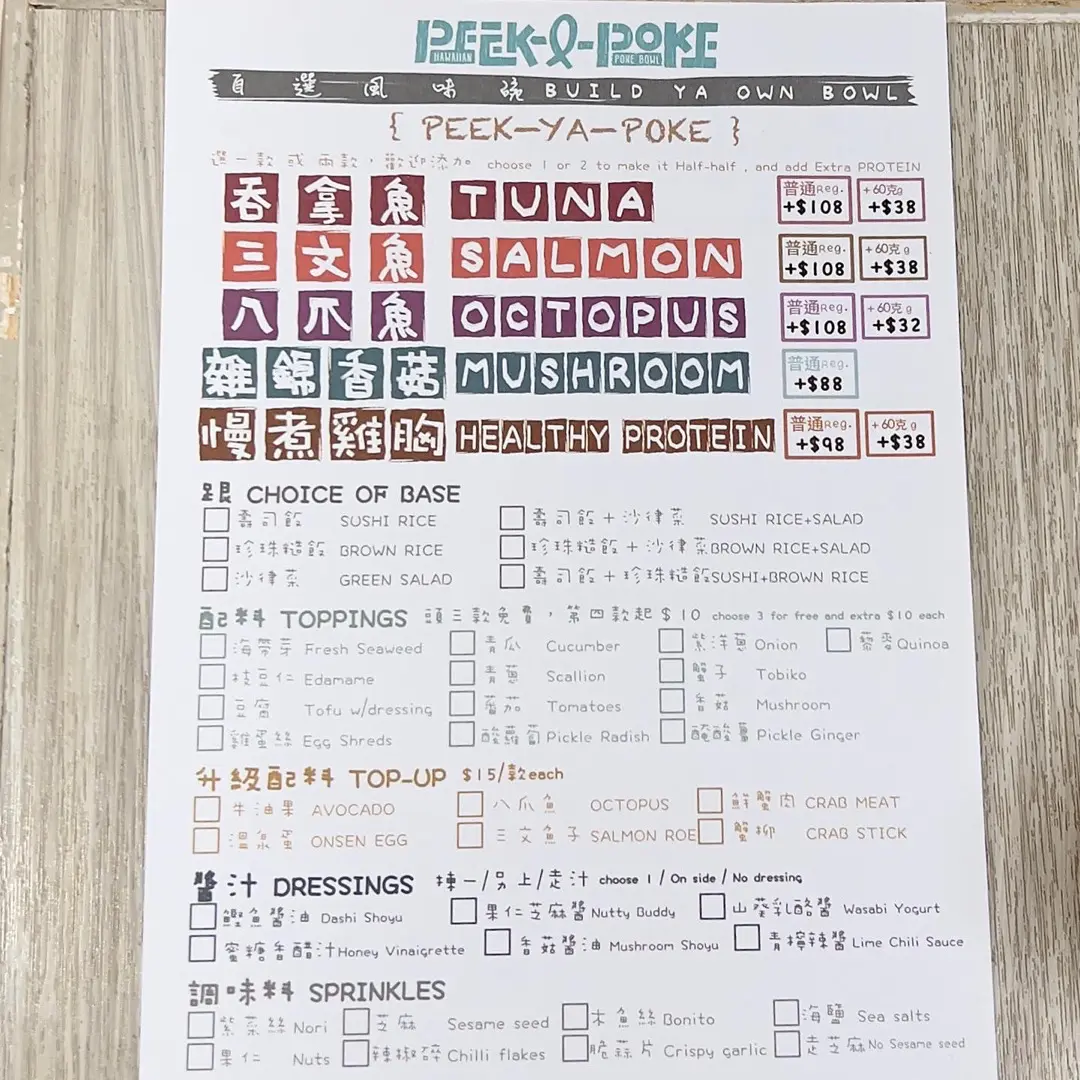 PEEK-A-POKE
HAWAIIAN POKE BOWL
自選風味碗 BUILD YA OWN BOWL
{ PEEK-YA-POKE }
選一款或兩款，歡迎添加 choose 1 or 2 to make it Half-half , and add Extra PROTEIN
吞拿魚 TUNA 普通Reg. +$108 +60克g +$38
三文魚 SALMON 普通Reg. +$108 +60克g +$38
八爪魚 OCTOPUS 普通Reg. +$108 +60克g +$32
雜錦香菇 MUSHROOM 普通Reg. +$88
慢煮雞胸 HEALTHY PROTEIN 普通Reg. +$98 +60克g +$38
跟 CHOICE OF BASE
壽司飯 SUSHI RICE 壽司飯+沙律菜 SUSHI RICE+SALAD
珍珠糙飯 BROWN RICE 珍珠糙飯+沙律菜 BROWN RICE+SALAD
沙律菜 GREEN SALAD 壽司飯+珍珠糙飯 SUSHI+BROWN RICE
配料 TOPPINGS 頭三款免費，第四款起$10 choose 3 for free and extra $10 each
海帶芽 Fresh Seaweed 青瓜 Cucumber 紫洋蔥 Onion 藜麥 Quinoa
枝豆仁 Edamame 青蔥 Scallion 蟹子 Tobiko
豆腐 Tofu w/dressing 蕃茄 Tomatoes 香菇 Mushroom
雞蛋絲 Egg Shreds 酸蘿蔔 Pickle Radish 醃酸薑 Pickle Ginger
升級配料 TOP-UP $15/款each
牛油果 AVOCADO 八爪魚 OCTOPUS 鮮蟹肉 CRAB MEAT
溫泉蛋 ONSEN EGG 三文魚子 SALMON ROE 蟹柳 CRAB STICK
醬汁 DRESSINGS 揀一/另上/走汁 choose 1 / On side / No dressing
鰹魚醬油 Dashi Shoyu 果仁芝麻醬 Nutty Buddy 山葵乳酪醬 Wasabi Yogurt
蜜糖香醋汁 Honey Vinaigrette 香菇醬油 Mushroom Shoyu 青檸辣醬 Lime Chili Sauce
調味料 SPRINKLES
紫菜絲 Nori 芝麻 Sesame seed 木魚絲 Bonito 海鹽 Sea salts
果仁 Nuts 辣椒碎 Chilli flakes 脆蒜片 Crispy garlic 走芝麻 No Sesame seed